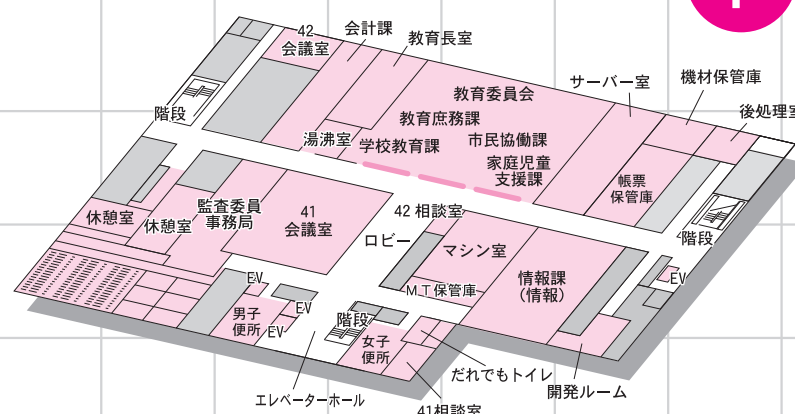 42
会議室
会計課
教育長室
教育委員会
教育庶務課
学校教育課
市民協働課
家庭児童
支援課
サーバー室
機材保管庫
後処理室
階段
湯沸室
帳票
保管庫
休憩室
休憩室
監査委員
事務局
41
会議室
42 相談室
ロビー
マシン室
MT保管庫
情報課
(情報)
階段
EV
EV
EV
EV
男子
便所
階段
女子
便所
エレベーターホール
だれでもトイレ
開発ルーム
41相談室